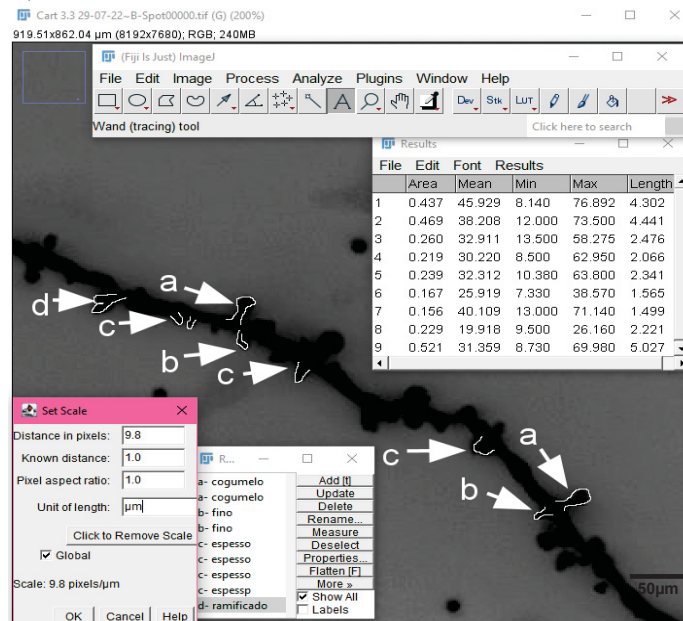 Cart 3.3 29-07-22~B-Spot00000.tif (G) (200%)
919.51x862.04 µm (8192x7680); RGB; 240MB
(Fiji Is Just) ImageJ
File Edit Image Process Analyze Plugins Window Help
A Dev Stk LUT
Wand (tracing) tool
Click here to search
Results
File Edit Font Results
Area Mean Min Max Length
1 0.437 45.929 8.140 76.892 4.302
2 0.469 38.208 12.000 73.500 4.441
3 0.260 32.911 13.500 58.275 2.476
4 0.219 30.220 8.500 62.950 2.066
5 0.239 32.312 10.380 63.800 2.341
6 0.167 25.919 7.330 38.570 1.565
7 0.156 40.109 13.000 71.140 1.499
8 0.229 19.918 9.500 26.160 2.221
9 0.521 31.359 8.730 69.980 5.027
a
d
c
b
c
c
a
b
50µm
Set Scale
Distance in pixels: 9.8
Known distance: 1.0
Pixel aspect ratio: 1.0
Unit of length: µm
Click to Remove Scale
Global
Scale: 9.8 pixels/µm
OK Cancel Help
R...
a- cogumelo
a- cogumelo
b- fino
b- fino
c- espesso
c- espesso
c- espesso
c- espessp
d- ramificado
Add [t]
Update
Delete
Rename...
Measure
Deselect
Properties...
Flatten [F]
More »
Show All
Labels